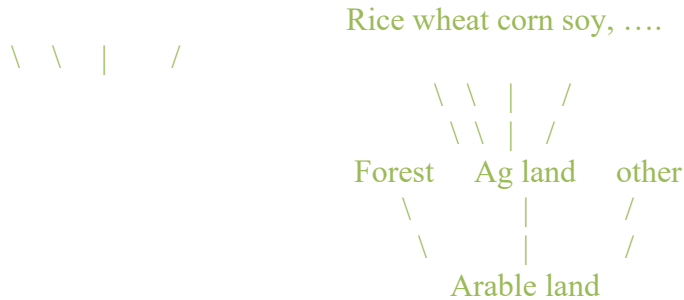 Rice wheat corn soy, ….
\ \ | /
\ \ | /
\ \ | /
Forest Ag land other
\ | /
\ | /
Arable land